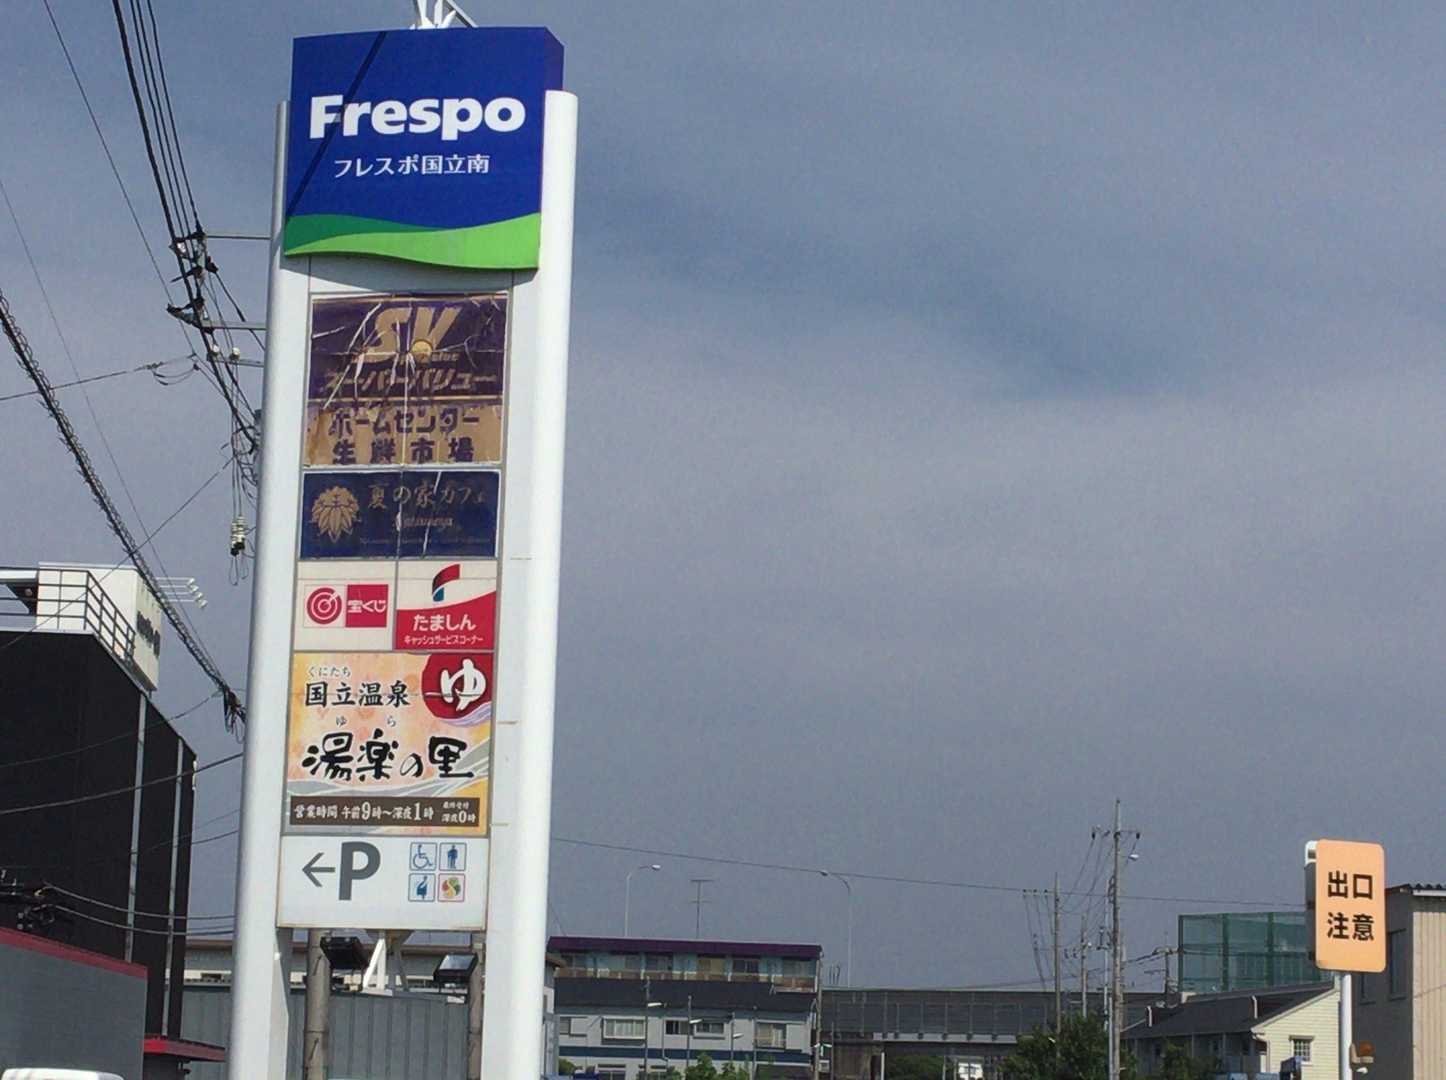 Frespo
フレスポ国立南
SV
スーパーバリュー
ホームセンター
生鮮市場
夏の家カフェ
宝くじ
たましん
キャッシュサービスコーナー
くにたち
国立温泉
ゆ
ゆら
湯楽の里
営業時間 午前9時～深夜1時
最終受付
深夜0時
←P
出口
注意